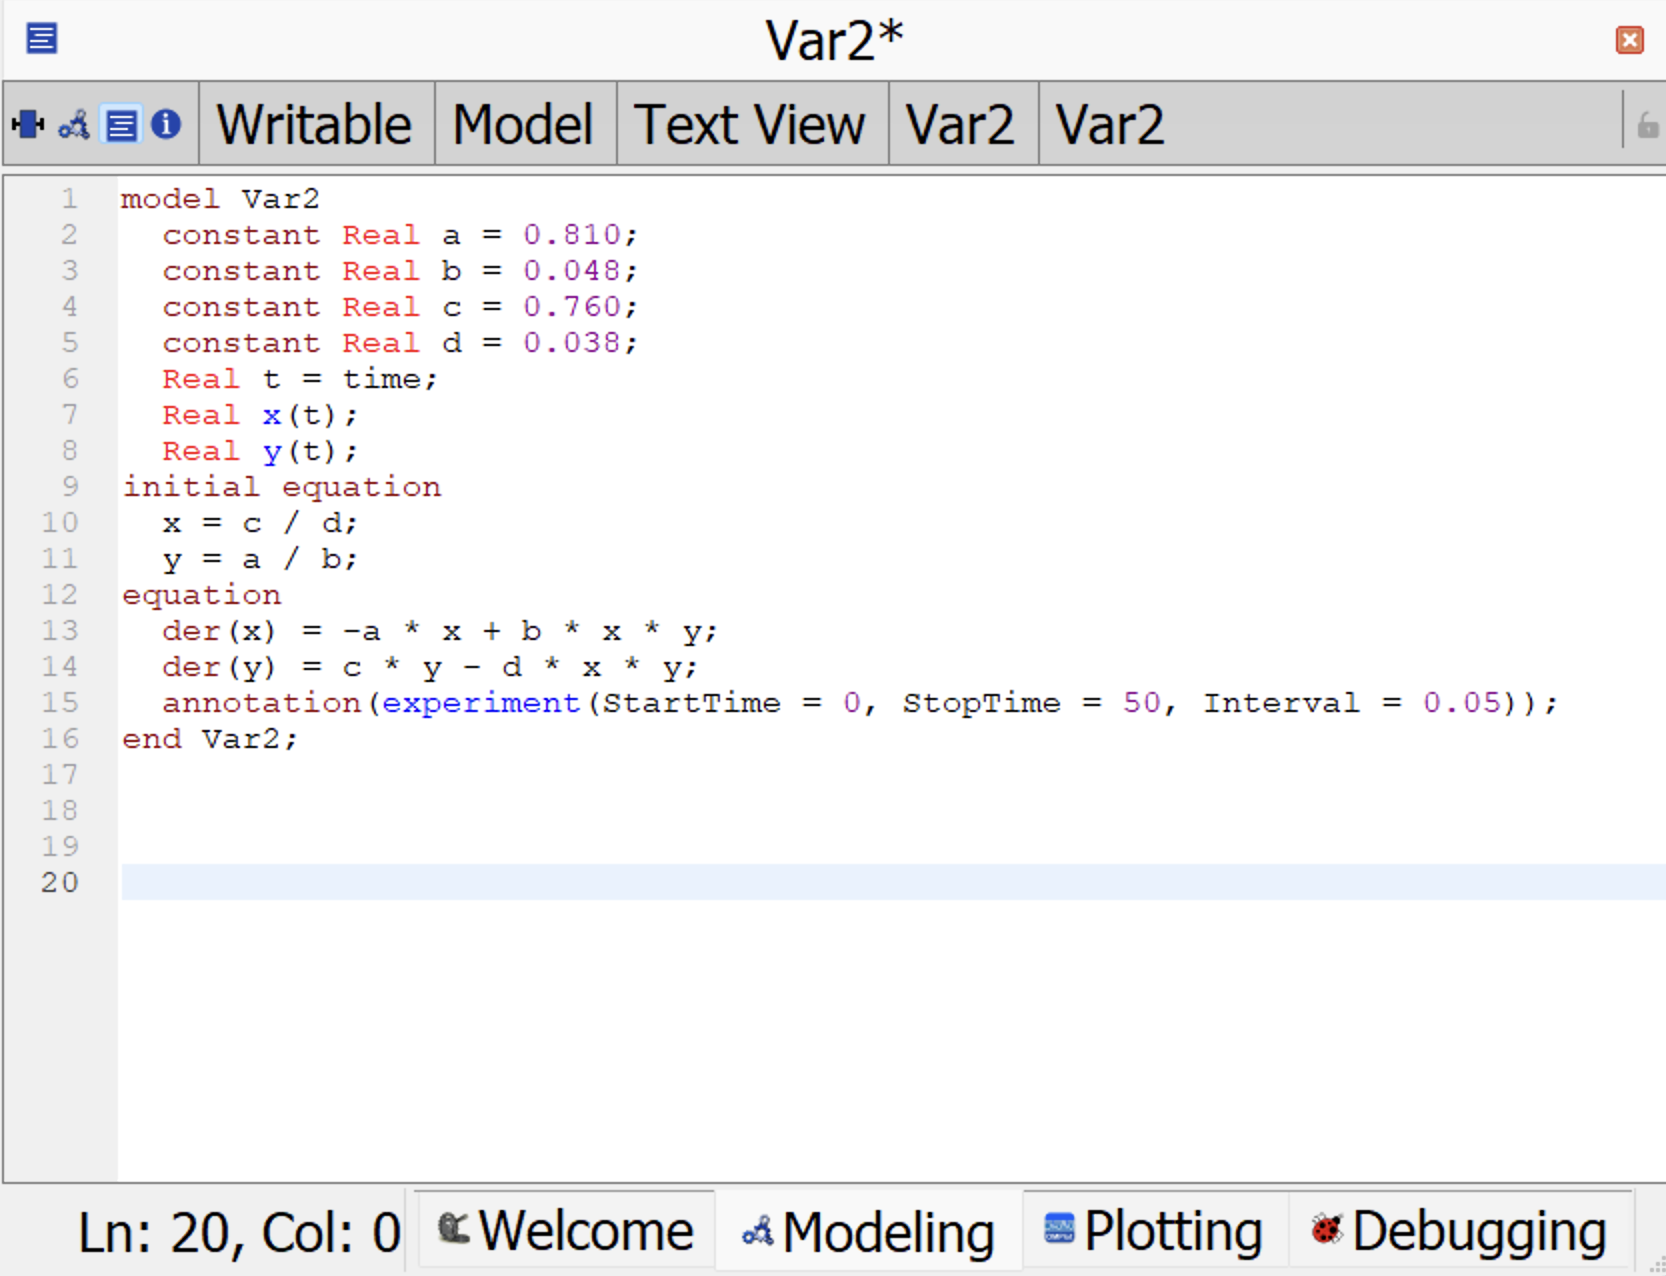 Var2*
Writable Model Text View Var2 Var2
1 model Var2
2 constant Real a = 0.810;
3 constant Real b = 0.048;
4 constant Real c = 0.760;
5 constant Real d = 0.038;
6 Real t = time;
7 Real x(t);
8 Real y(t);
9 initial equation
10 x = c / d;
11 y = a / b;
12 equation
13 der(x) = -a * x + b * x * y;
14 der(y) = c * y - d * x * y;
15 annotation(experiment(StartTime = 0, StopTime = 50, Interval = 0.05));
16 end Var2;
17
18
19
20
Ln: 20, Col: 0 Welcome Modeling Plotting Debugging